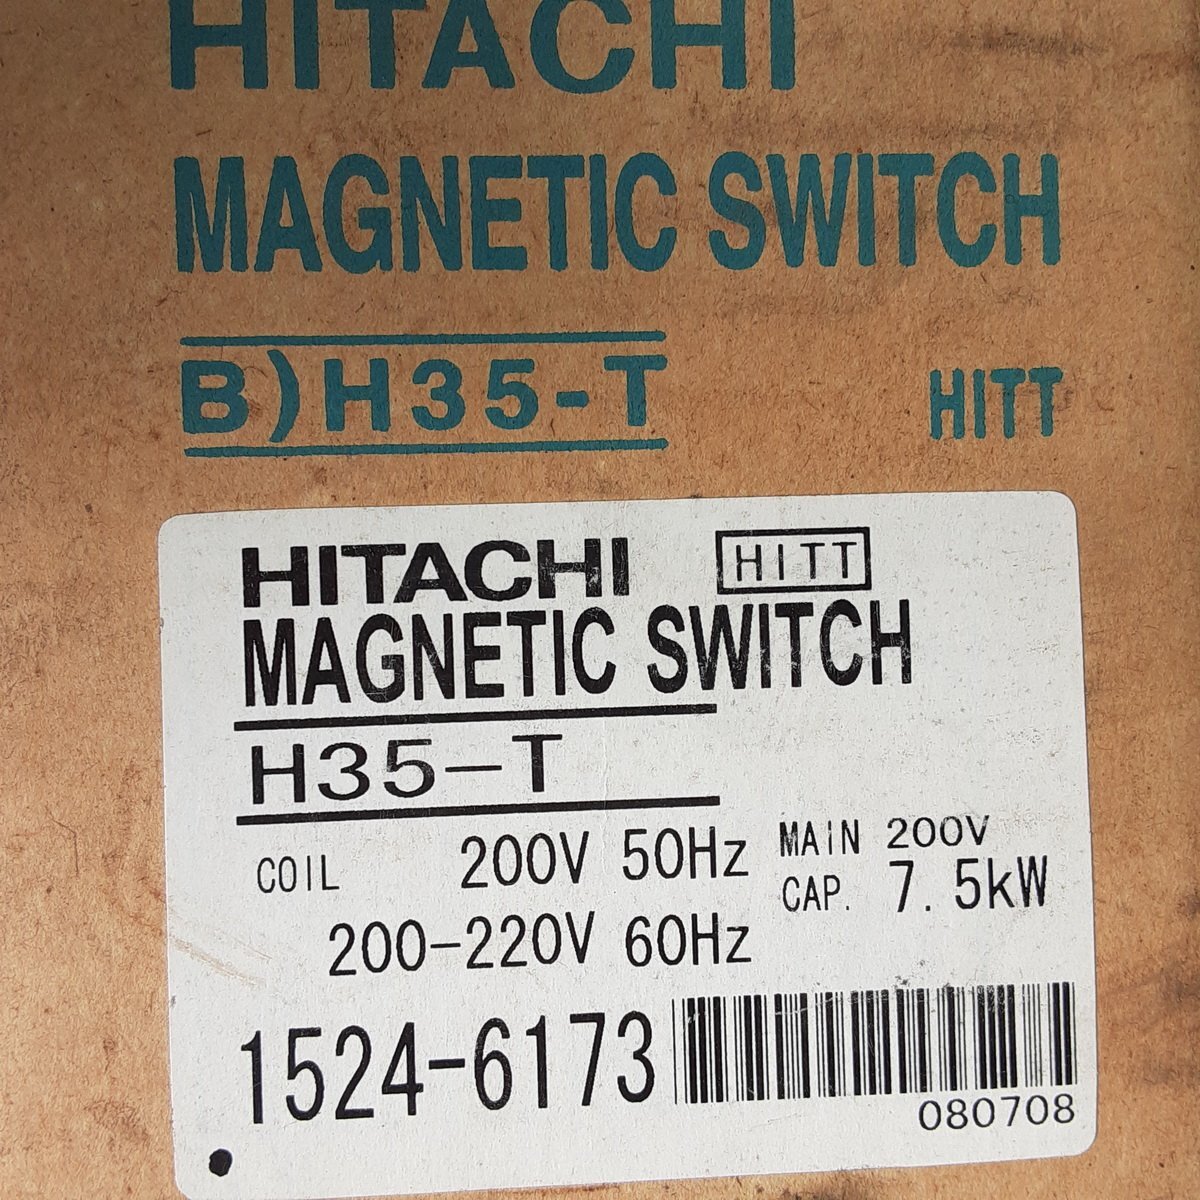 HITACHI
MAGNETIC SWITCH
B)H35-T HITT
HITACHI HITT
MAGNETIC SWITCH
H35-T
COIL 200V 50Hz MAIN 200V
CAP. 7.5kW
200-220V 60Hz
1524-6173
080708